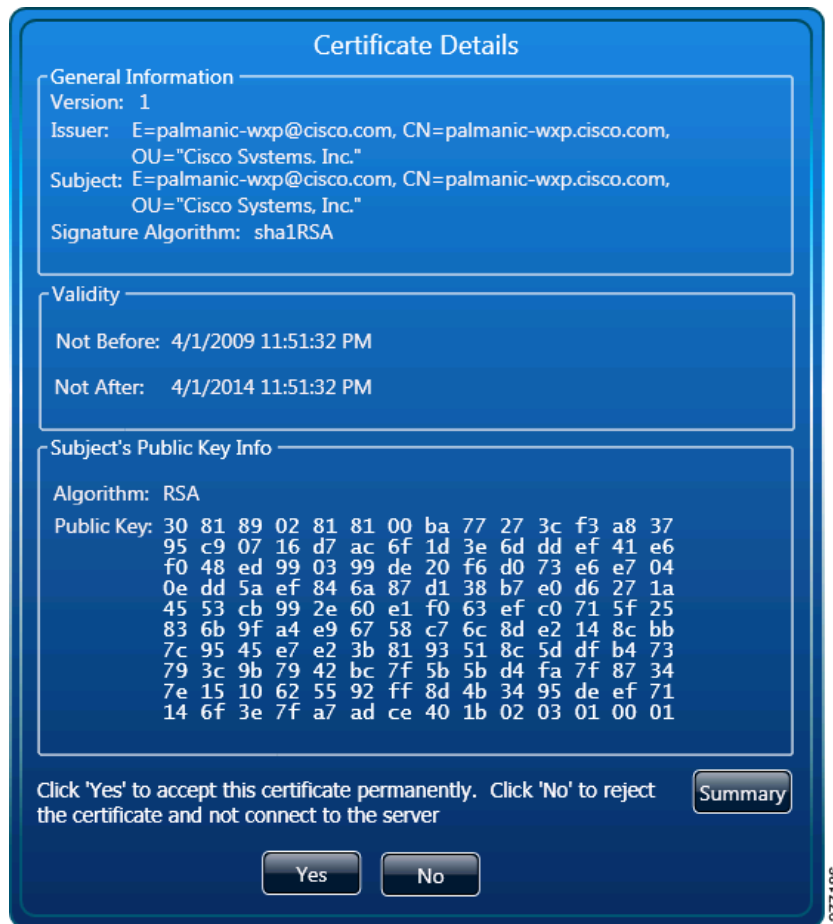 Certificate Details
General Information
Version: 1
Issuer: E=palmanic-wxp@cisco.com, CN=palmanic-wxp.cisco.com,
OU="Cisco Systems, Inc."
Subject: E=palmanic-wxp@cisco.com, CN=palmanic-wxp.cisco.com,
OU="Cisco Systems, Inc."
Signature Algorithm: sha1RSA
Validity
Not Before: 4/1/2009 11:51:32 PM
Not After: 4/1/2014 11:51:32 PM
Subject's Public Key Info
Algorithm: RSA
Public Key: 30 81 89 02 81 81 00 ba 77 27 3c f3 a8 37
95 c9 07 16 d7 ac 6f 1d 3e 6d dd ef 41 e6
f0 48 ed 99 03 99 de 20 f6 d0 73 e6 e7 04
0e dd 5a ef 84 6a 87 d1 38 b7 e0 d6 27 1a
45 53 cb 99 2e 60 e1 f0 63 ef c0 71 5f 25
83 6b 9f a4 e9 67 58 c7 6c 8d e2 14 8c bb
7c 95 45 e7 e2 3b 81 93 51 8c 5d df b4 73
79 3c 9b 79 42 bc 7f 5b 5b d4 fa 7f 87 34
7e 15 10 62 55 92 ff 8d 4b 34 95 de ef 71
14 6f 3e 7f a7 ad ce 40 1b 02 03 01 00 01
Click 'Yes' to accept this certificate permanently. Click 'No' to reject
the certificate and not connect to the server
Summary
Yes
No